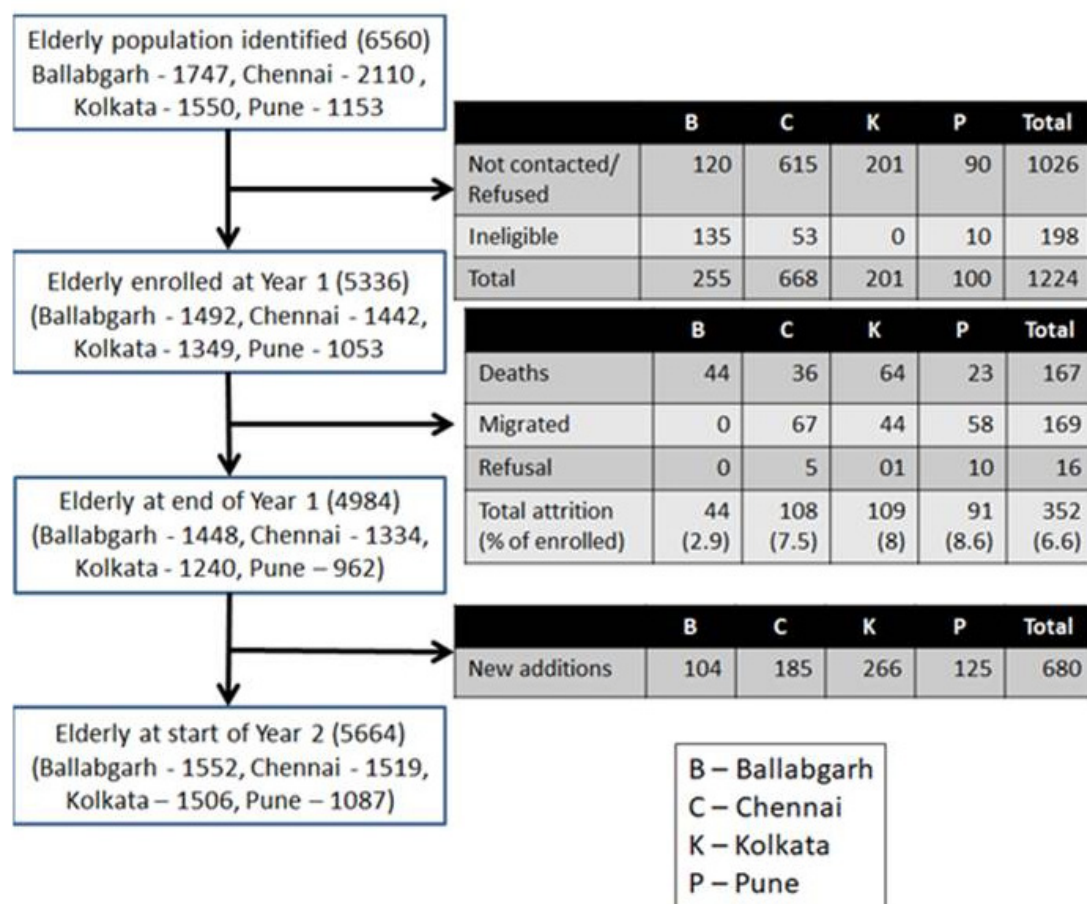 Elderly population identified (6560)
Ballabgarh - 1747, Chennai - 2110 ,
Kolkata - 1550, Pune - 1153
B C K P Total
Not contacted/ 120 615 201 90 1026
Refused
Ineligible 135 53 0 10 198
Total 255 668 201 100 1224
Elderly enrolled at Year 1 (5336)
(Ballabgarh - 1492, Chennai - 1442,
Kolkata - 1349, Pune - 1053
B C K P Total
Deaths 44 36 64 23 167
Migrated 0 67 44 58 169
Refusal 0 5 01 10 16
Total attrition 44 108 109 91 352
(% of enrolled) (2.9) (7.5) (8) (8.6) (6.6)
Elderly at end of Year 1 (4984)
(Ballabgarh - 1448, Chennai - 1334,
Kolkata - 1240, Pune – 962)
B C K P Total
New additions 104 185 266 125 680
Elderly at start of Year 2 (5664)
(Ballabgarh - 1552, Chennai - 1519,
Kolkata – 1506, Pune – 1087)
B – Ballabgarh
C – Chennai
K – Kolkata
P – Pune